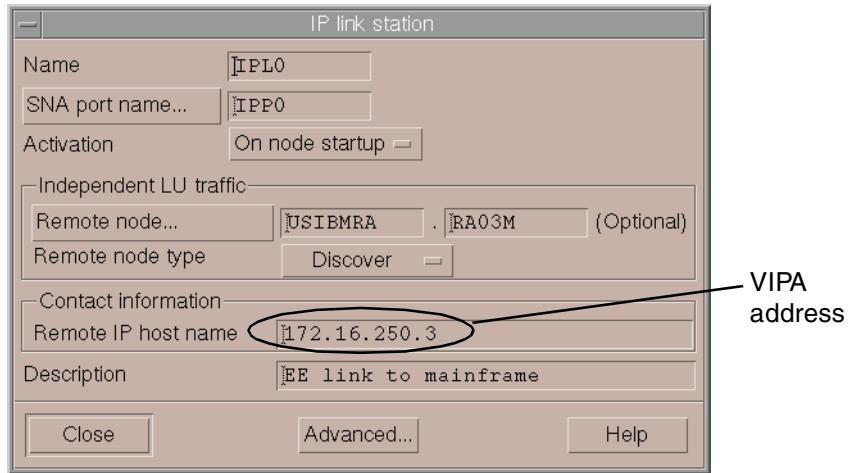 IP link station
Name IPL0
SNA port name... IPP0
Activation On node startup
Independent LU traffic
Remote node... USIBMRA . RA03M (Optional)
Remote node type Discover
Contact information
Remote IP host name 172.16.250.3
Description EE link to mainframe
Close Advanced... Help
VIPA
address